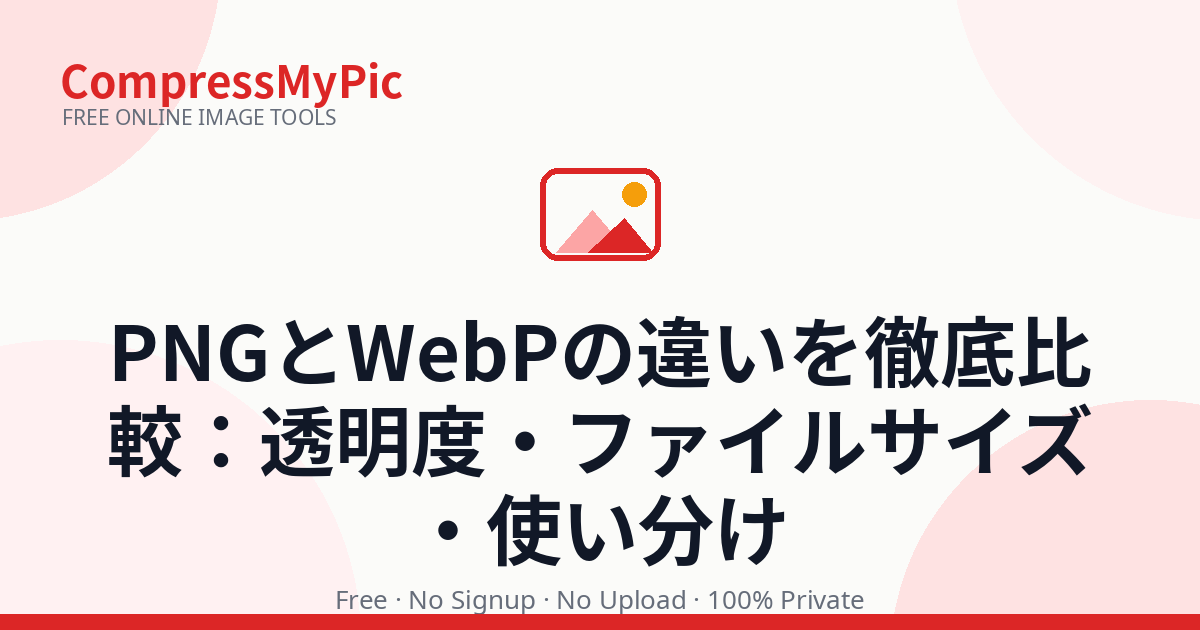 CompressMyPic
FREE ONLINE IMAGE TOOLS
PNGとWebPの違いを徹底比
較：透明度・ファイルサイズ
・使い分け
Free · No Signup · No Upload · 100% Private